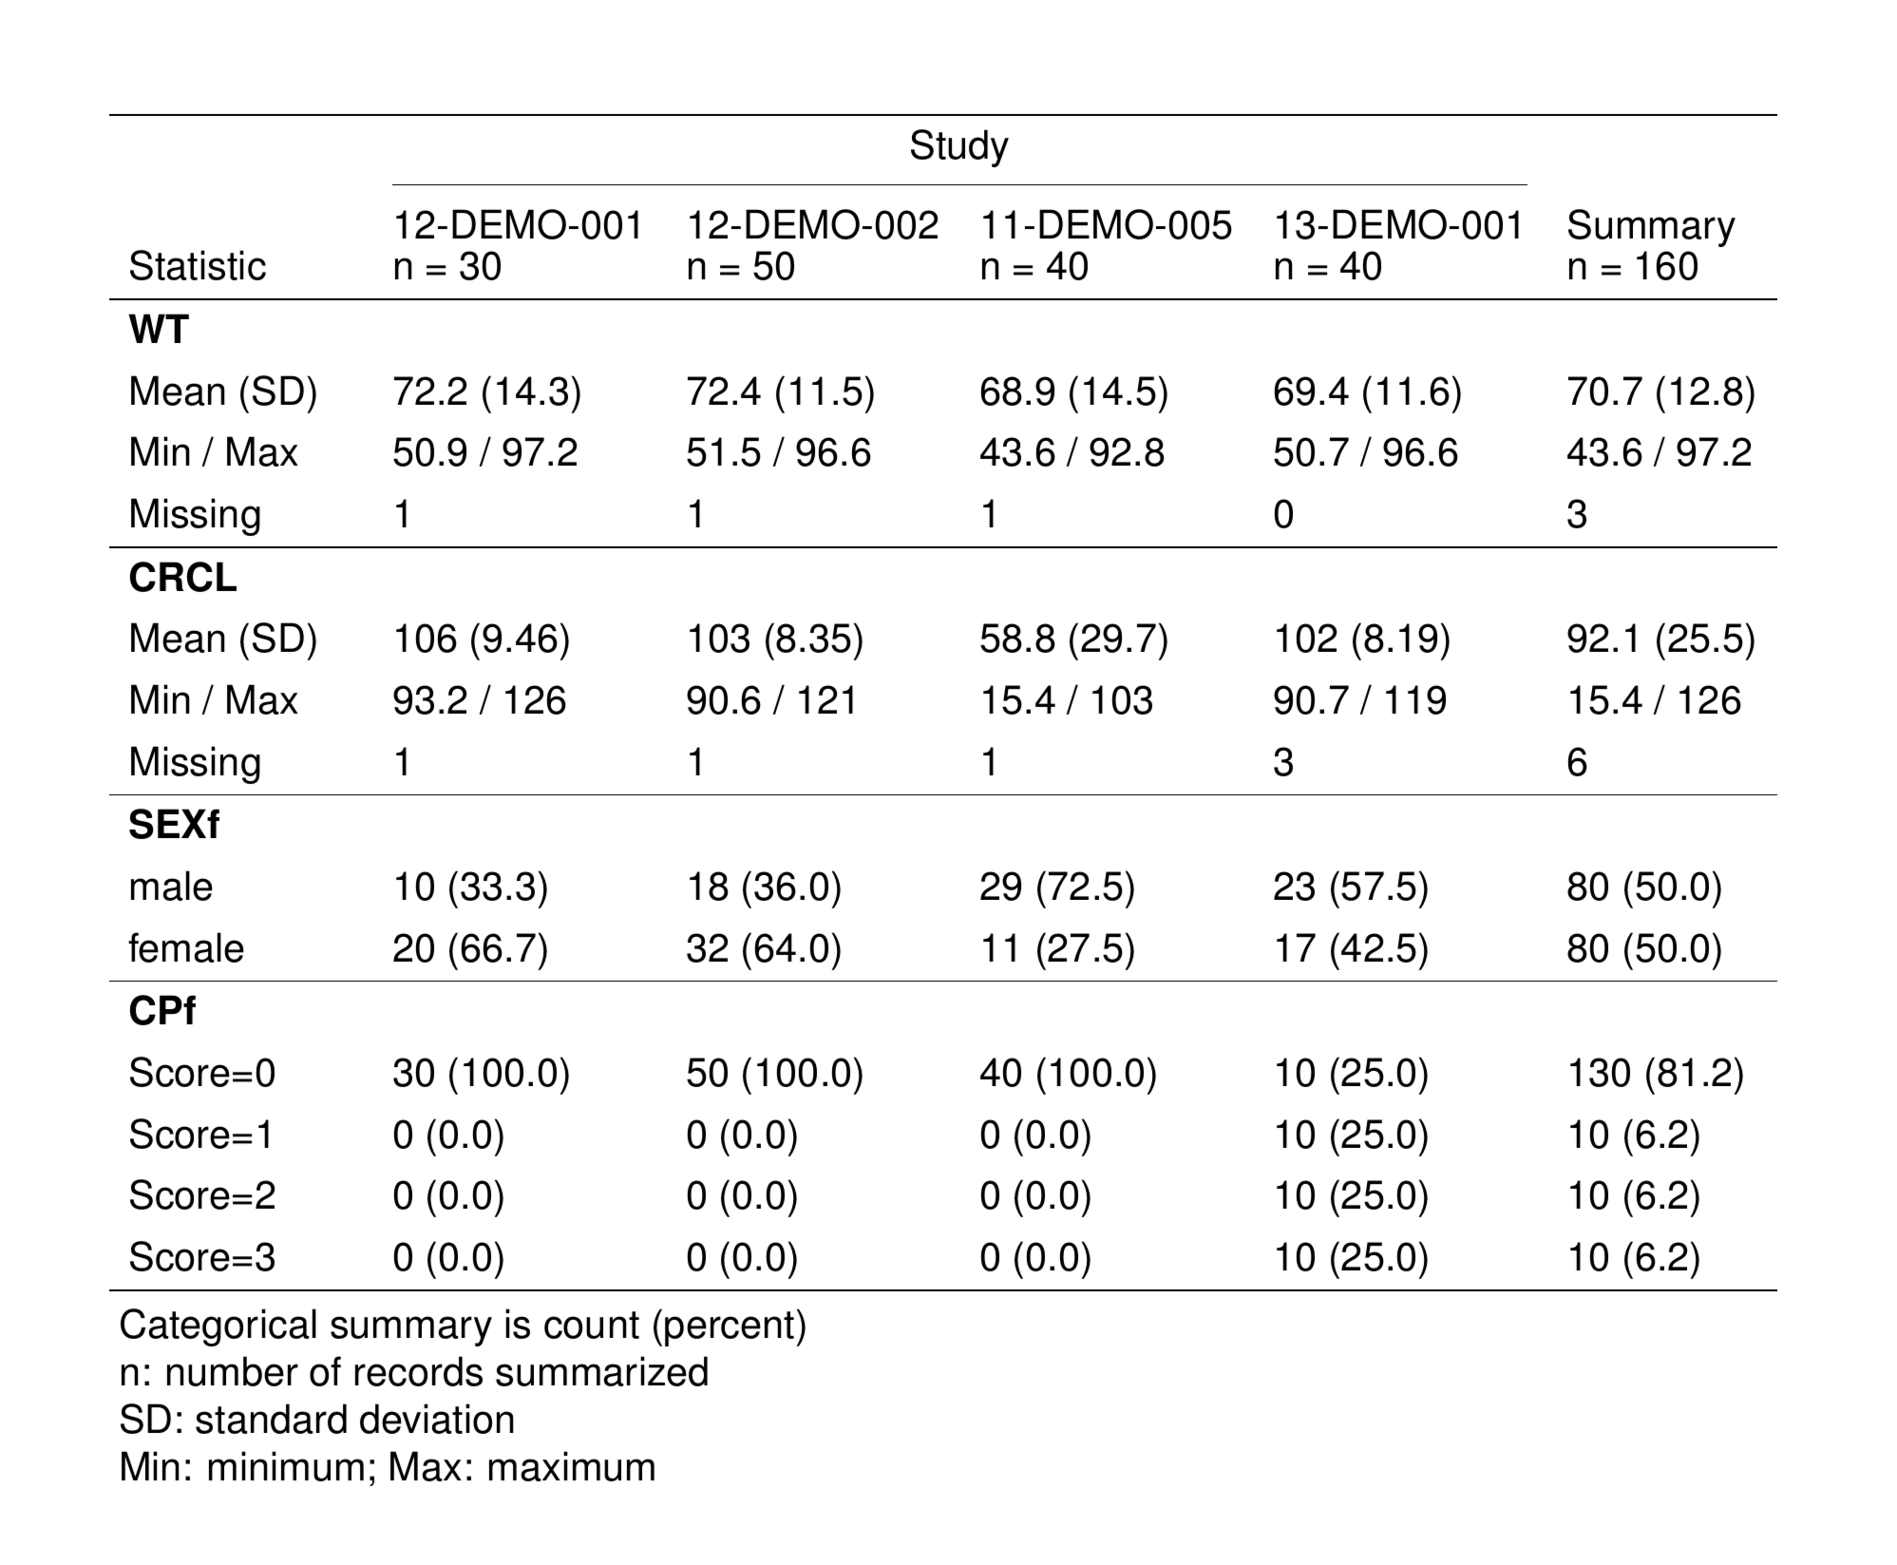 Study
12-DEMO-001 12-DEMO-002 11-DEMO-005 13-DEMO-001 Summary
Statistic n = 30 n = 50 n = 40 n = 40 n = 160
WT
Mean (SD) 72.2 (14.3) 72.4 (11.5) 68.9 (14.5) 69.4 (11.6) 70.7 (12.8)
Min / Max 50.9 / 97.2 51.5 / 96.6 43.6 / 92.8 50.7 / 96.6 43.6 / 97.2
Missing 1 1 1 0 3
CRCL
Mean (SD) 106 (9.46) 103 (8.35) 58.8 (29.7) 102 (8.19) 92.1 (25.5)
Min / Max 93.2 / 126 90.6 / 121 15.4 / 103 90.7 / 119 15.4 / 126
Missing 1 1 1 3 6
SEXf
male 10 (33.3) 18 (36.0) 29 (72.5) 23 (57.5) 80 (50.0)
female 20 (66.7) 32 (64.0) 11 (27.5) 17 (42.5) 80 (50.0)
CPf
Score=0 30 (100.0) 50 (100.0) 40 (100.0) 10 (25.0) 130 (81.2)
Score=1 0 (0.0) 0 (0.0) 0 (0.0) 10 (25.0) 10 (6.2)
Score=2 0 (0.0) 0 (0.0) 0 (0.0) 10 (25.0) 10 (6.2)
Score=3 0 (0.0) 0 (0.0) 0 (0.0) 10 (25.0) 10 (6.2)
Categorical summary is count (percent)
n: number of records summarized
SD: standard deviation
Min: minimum; Max: maximum